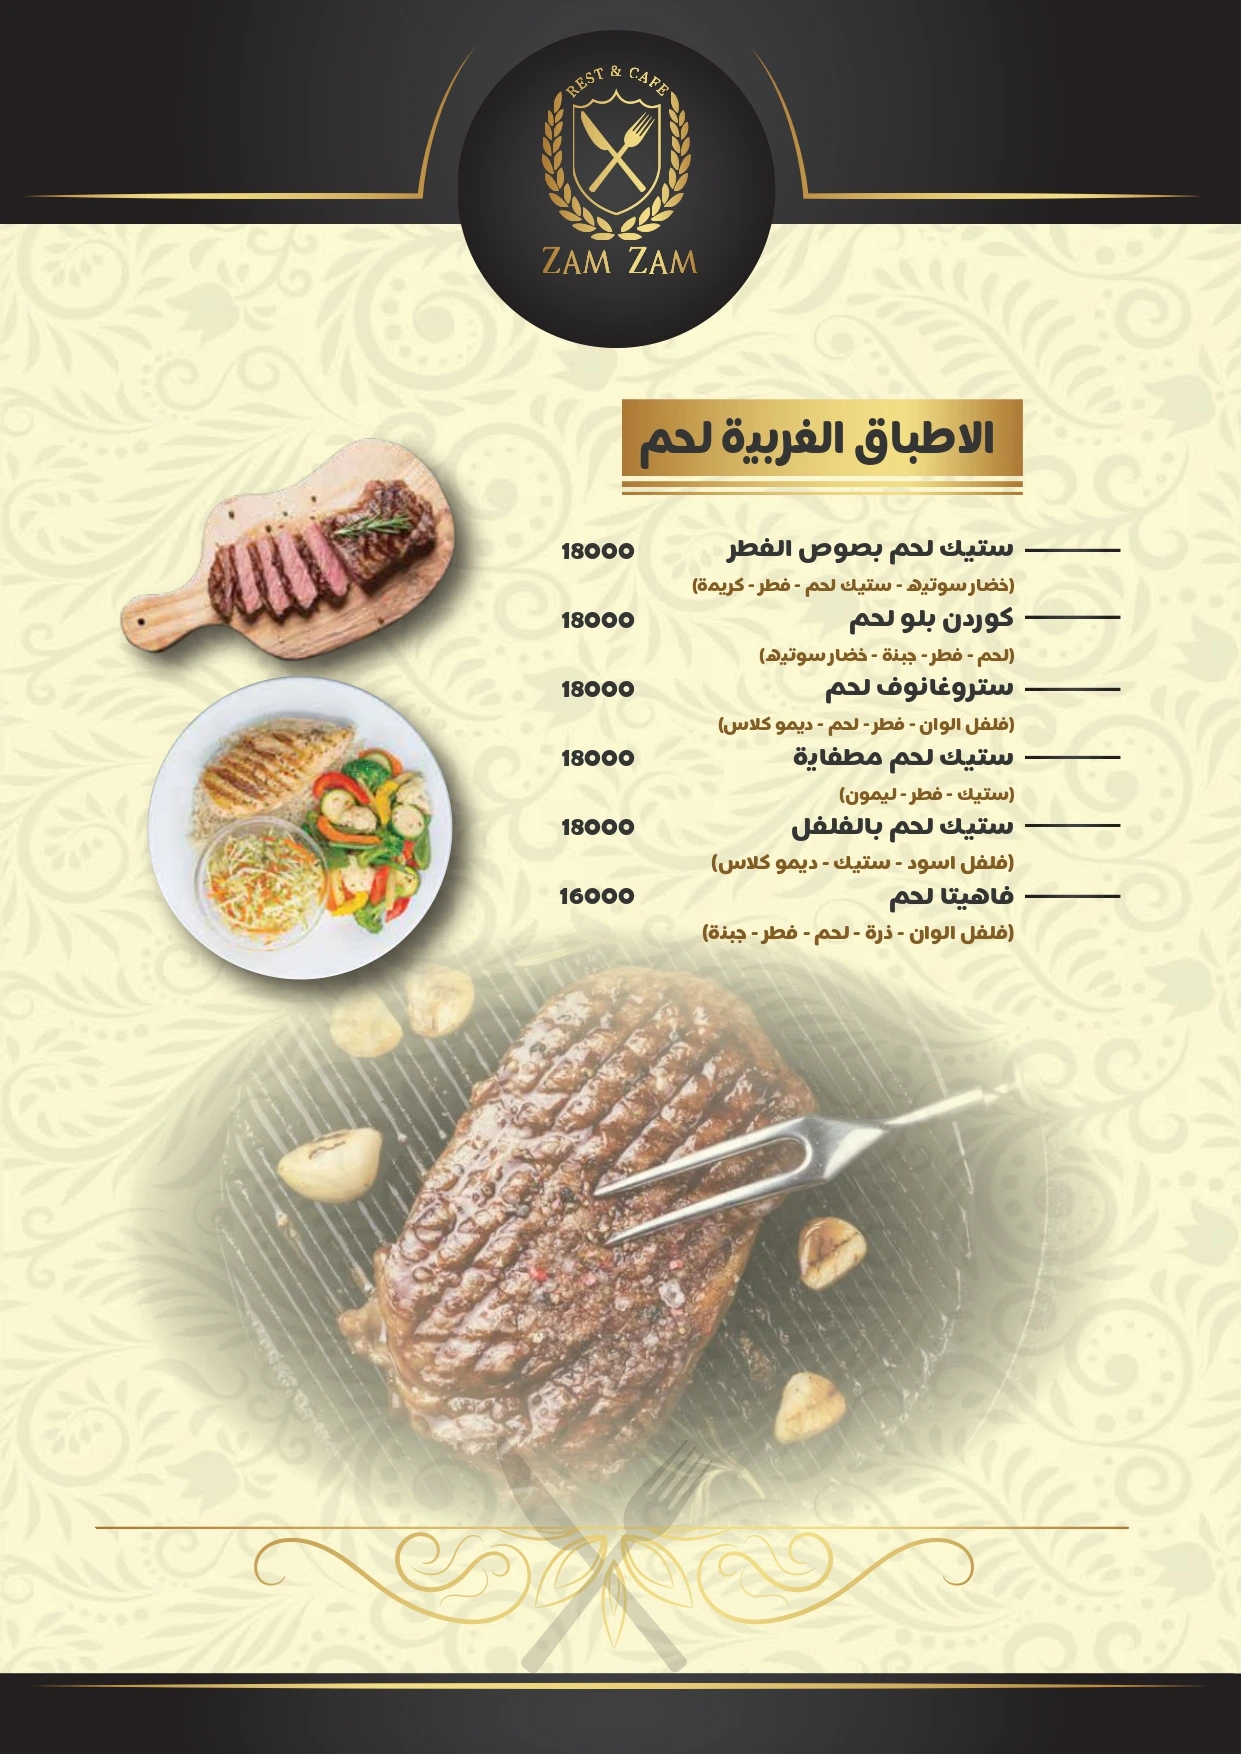 REST & CAFE
ZAM ZAM
الاطباق الغربية لحم
ستيك لحم بصوص الفطر 18000
(خضار سوتيه - ستيك لحم - فطر - كريمة)
كوردن بلو لحم 18000
(لحم - فطر - جبنة - خضار سوتيه)
ستروغانوف لحم 18000
(فلفل الوان - فطر - لحم - ديمو كلاس)
ستيك لحم مطفاية 18000
(ستيك - فطر - ليمون)
ستيك لحم بالفلفل 18000
(فلفل اسود - ستيك - ديمو كلاس)
فاهيتا لحم 16000
(فلفل الوان - ذرة - لحم - فطر - جبنة)